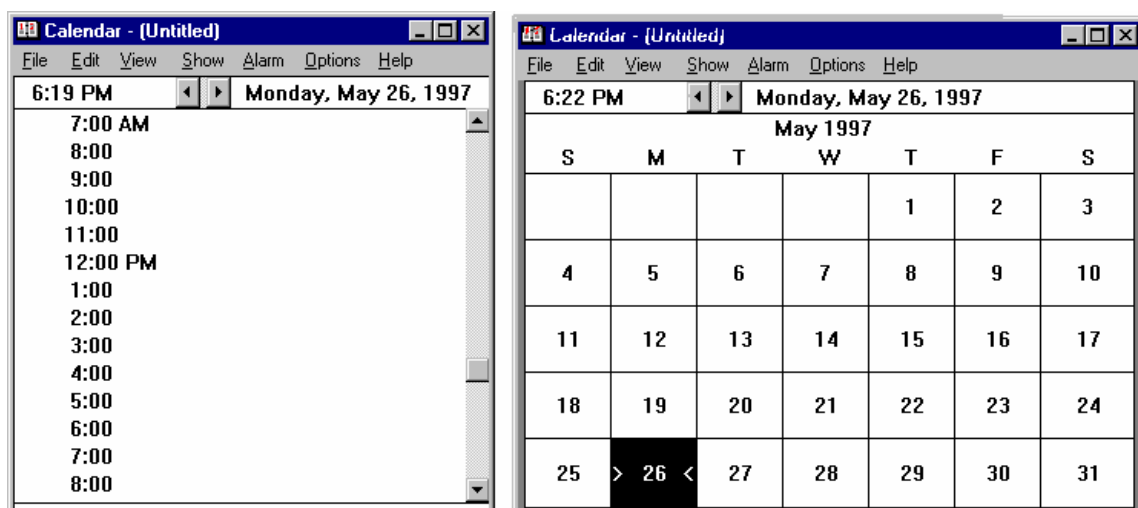 Calendar - (Untitled)
File Edit View Show Alarm Options Help
6:19 PM Monday, May 26, 1997
7:00 AM
8:00
9:00
10:00
11:00
12:00 PM
1:00
2:00
3:00
4:00
5:00
6:00
7:00
8:00
Calendar - (Untitled)
File Edit View Show Alarm Options Help
6:22 PM Monday, May 26, 1997
May 1997
S M T W T F S
1 2 3
4 5 6 7 8 9 10
11 12 13 14 15 16 17
18 19 20 21 22 23 24
25 > 26 < 27 28 29 30 31